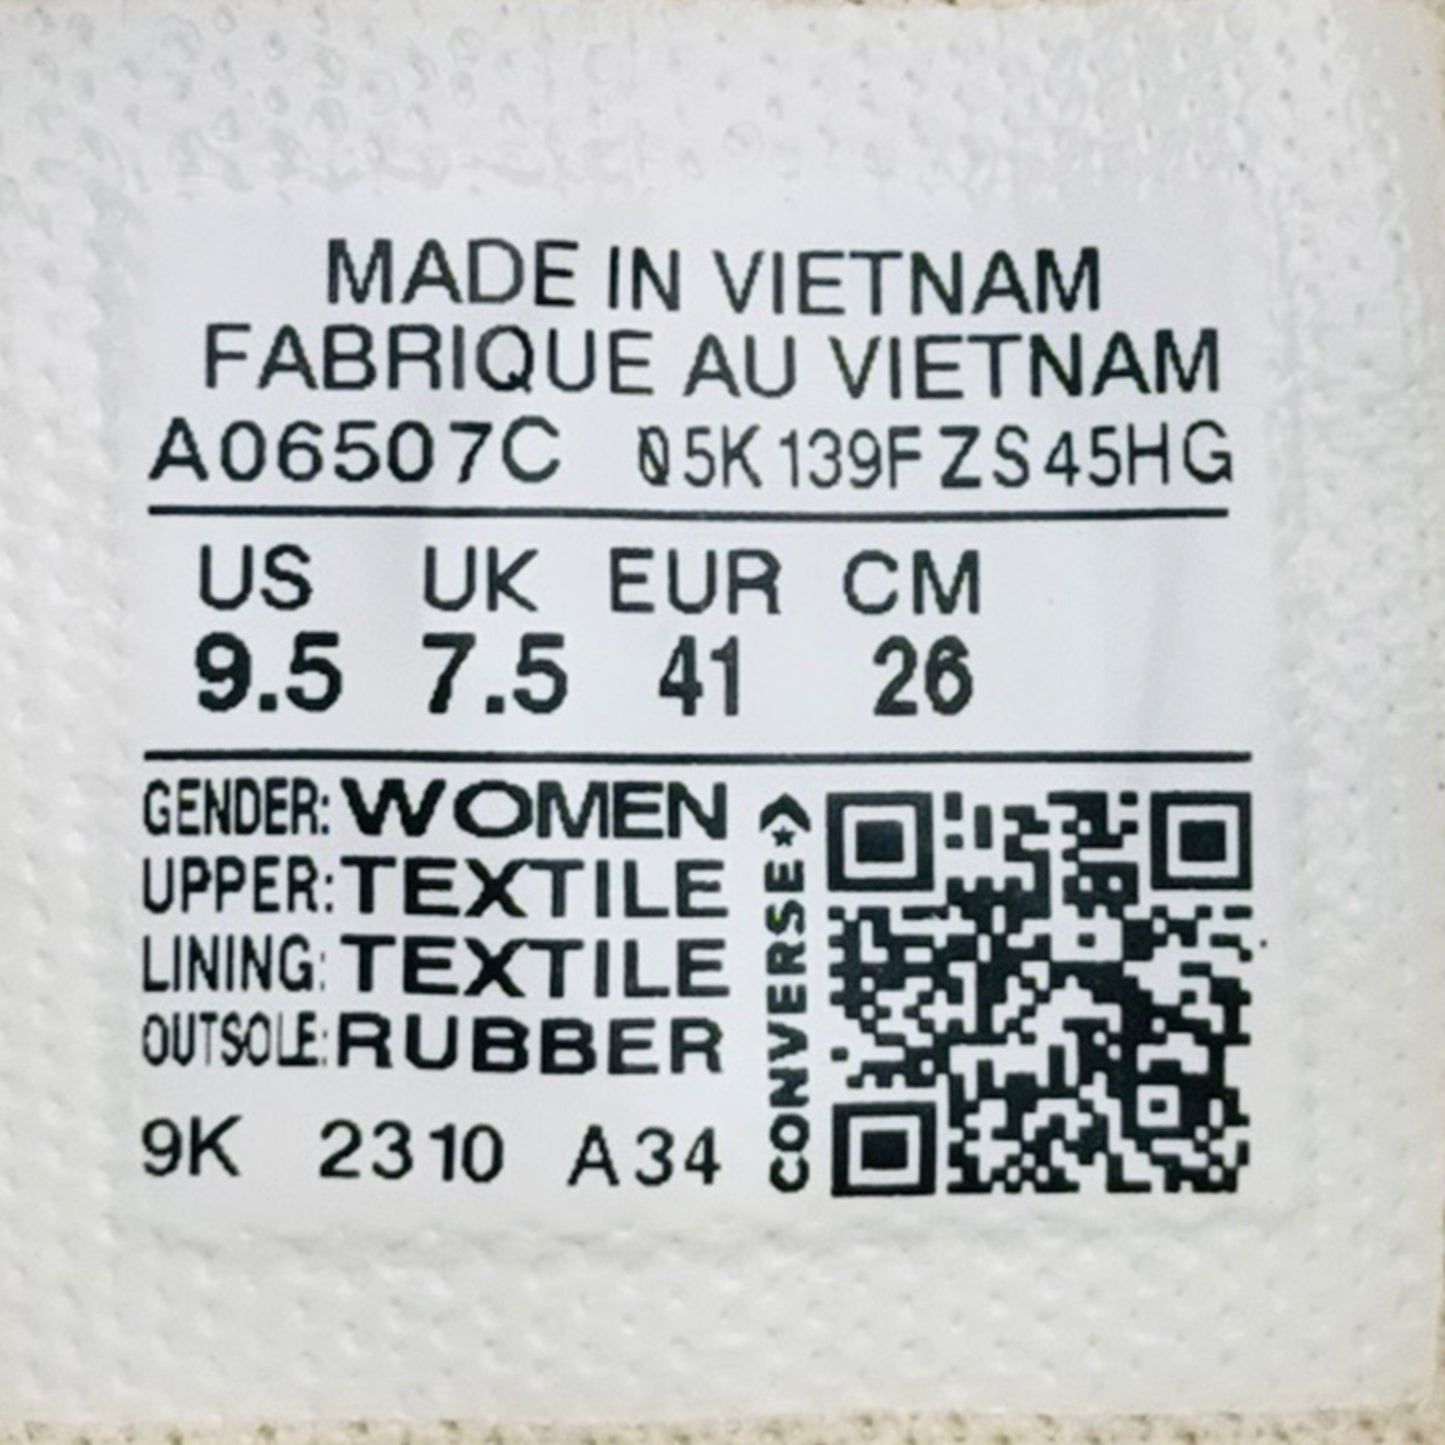 MADE IN VIETNAM
FABRIQUE AU VIETNAM
A06507C 05K139FZS45HG
US UK EUR CM
9.5 7.5 41 26
GENDER: WOMEN
UPPER: TEXTILE
LINING: TEXTILE
OUTSOLE: RUBBER
9K 2310 A34
CONVERSE